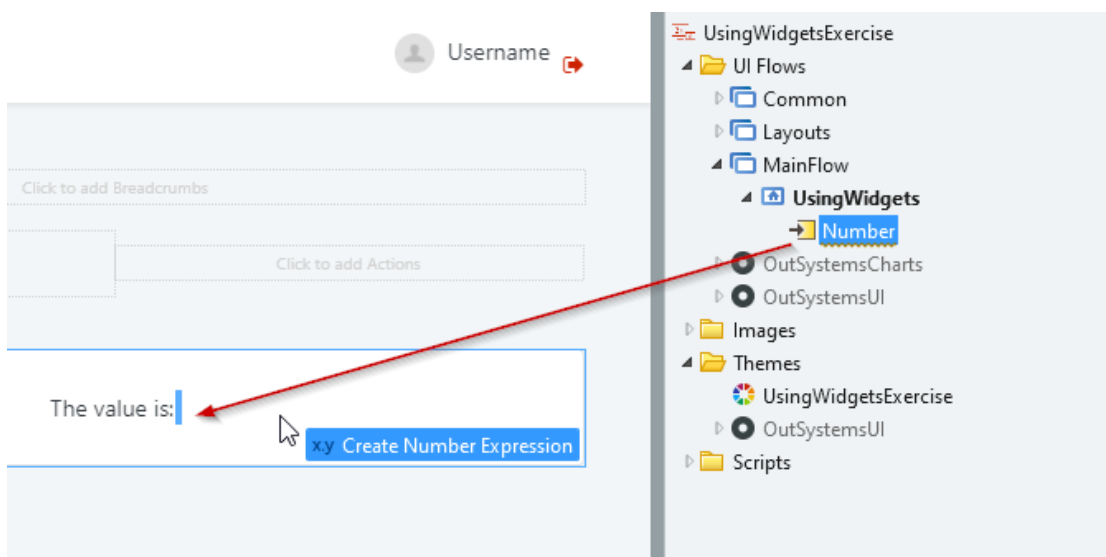 Username
Click to add Breadcrumbs
Click to add Actions
The value is:
x.y Create Number Expression
UsingWidgetsExercise
UI Flows
Common
Layouts
MainFlow
UsingWidgets
Number
OutSystemsCharts
OutSystemsUI
Images
Themes
UsingWidgetsExercise
OutSystemsUI
Scripts